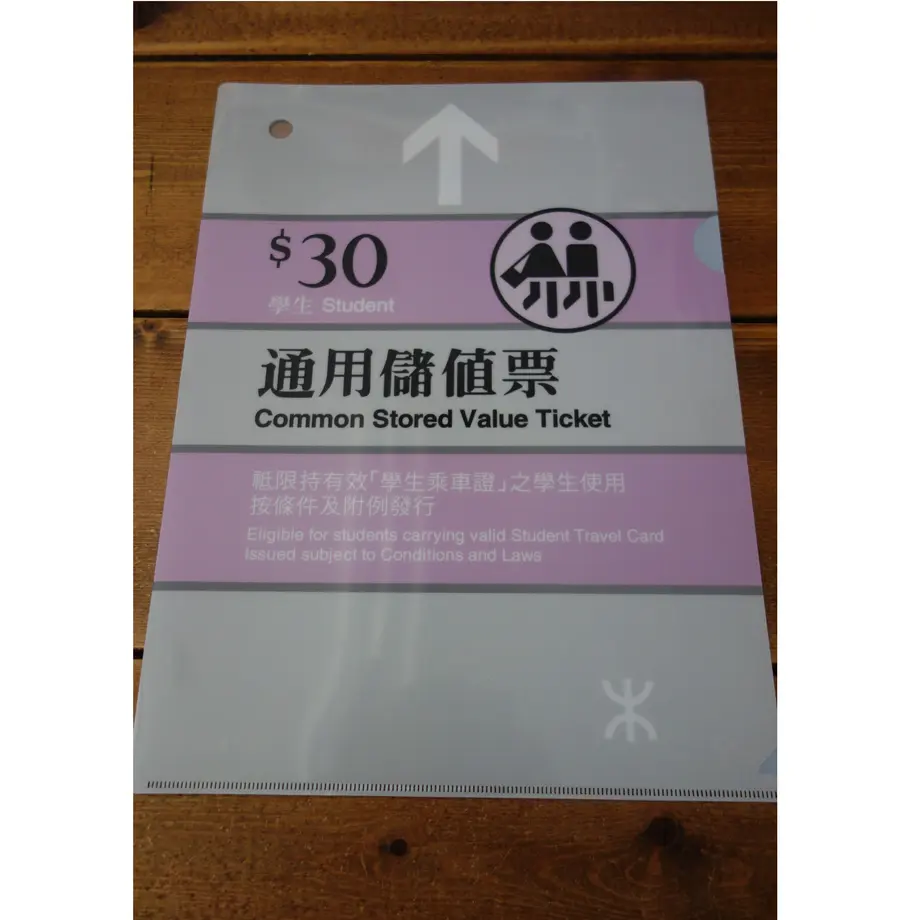 $30
學生 Student
通用儲值票
Common Stored Value Ticket
祗限持有效「學生乘車證」之學生使用
按條件及附例發行
Eligible for students carrying valid Student Travel Card
Issued subject to Conditions and Laws